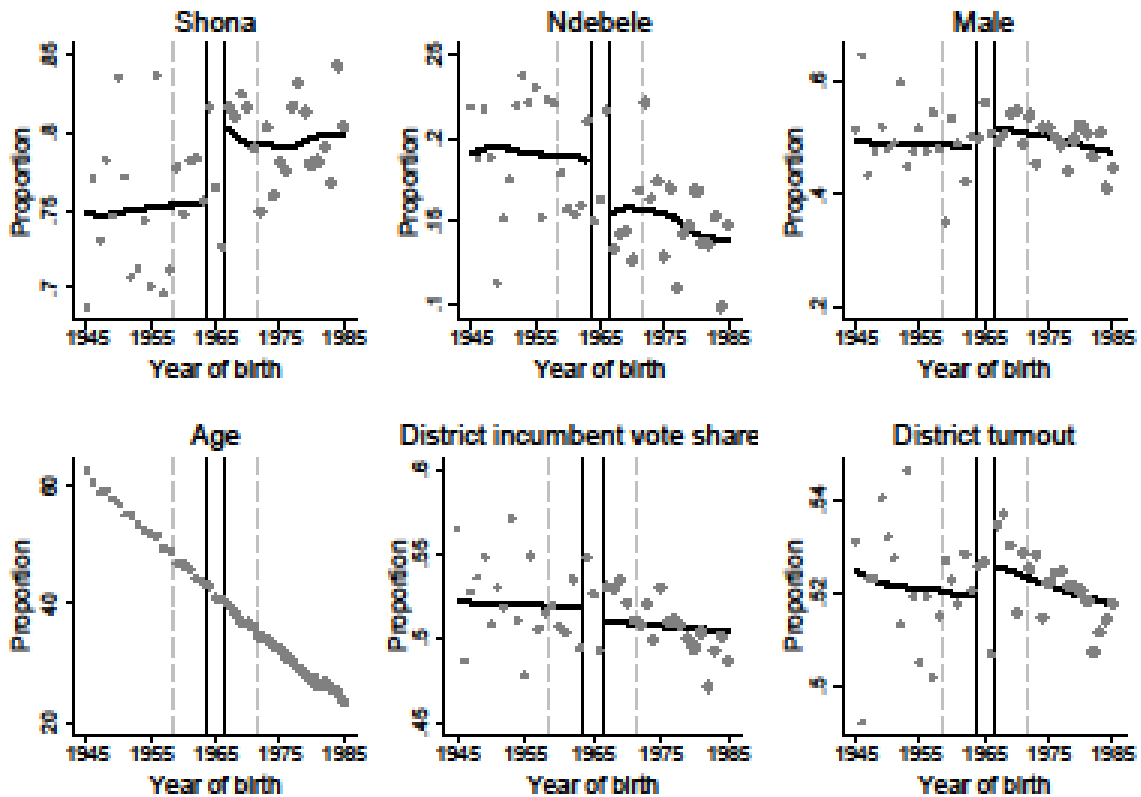 Shona
Proportion
.85
.8
.75
.7
1945 1955 1965 1975 1985
Year of birth
Ndebele
Proportion
.25
.2
.15
.1
1945 1955 1965 1975 1985
Year of birth
Male
Proportion
.6
.4
.2
1945 1955 1965 1975 1985
Year of birth
Age
Proportion
60
40
20
1945 1955 1965 1975 1985
Year of birth
District incumbent vote share
Proportion
.6
.55
.5
.45
1945 1955 1965 1975 1985
Year of birth
District turnout
Proportion
.54
.52
.5
1945 1955 1965 1975 1985
Year of birth